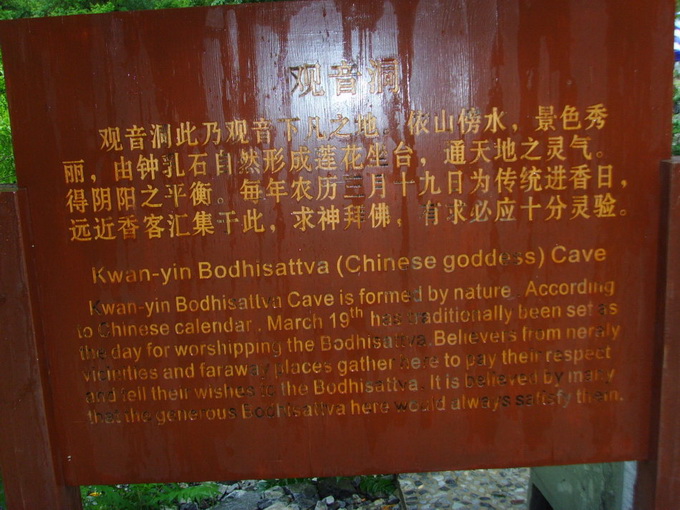 观音洞
观音洞此乃观音下凡之地。依山傍水，景色秀
丽，由钟乳石自然形成莲花坐台，通天地之灵气。
得阴阳之平衡。每年农历三月十九日为传统进香日，
远近香客汇集于此，求神拜佛，有求必应十分灵验。
Kwan-yin Bodhisattva (Chinese goddess) Cave
Kwan-yin Bodhisattva Cave is formed by nature. According
to Chinese calendar , March 19th has traditionally been set as
the day for worshipping the Bodhisattva. Believers from neraly
vicinities and faraway places gather here to pay their respect
and tell their wishes to the Bodhisattva. It is believed by many
that the generous Bodhisattva here would always satisfy them.